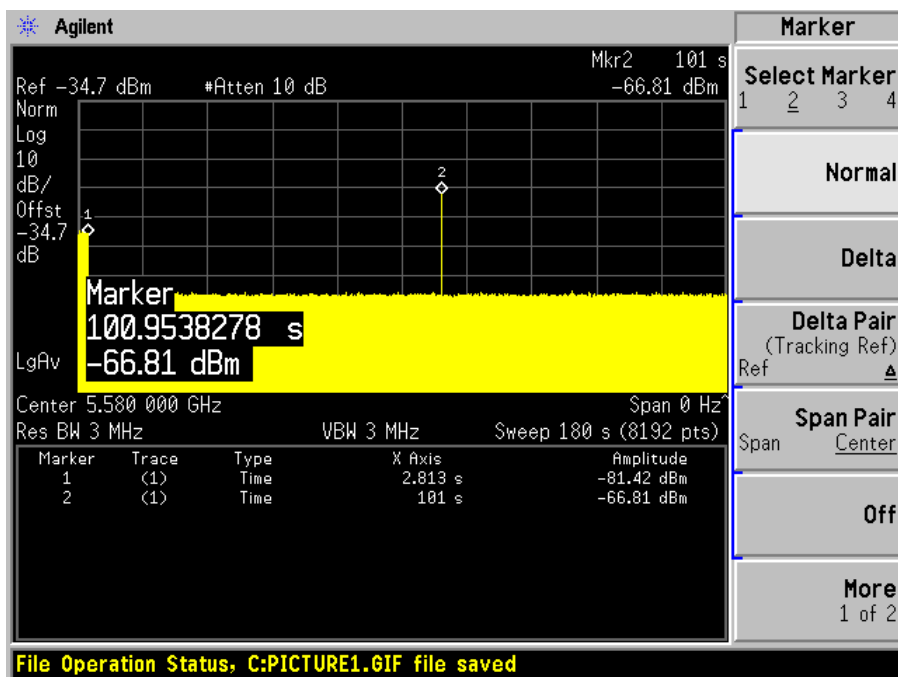 Agilent
Marker
Mkr2 101 s
Ref -34.7 dBm #Atten 10 dB -66.81 dBm
Norm
Log
10
dB/
Offst
-34.7
dB
1
2
Marker
100.9538278 s
-66.81 dBm
LgAv
Center 5.580 000 GHz Span 0 Hz^
Res BW 3 MHz VBW 3 MHz Sweep 180 s (8192 pts)
Marker Trace Type X Axis Amplitude
1 (1) Time 2.813 s -81.42 dBm
2 (1) Time 101 s -66.81 dBm
Select Marker
1 2 3 4
Normal
Delta
Delta Pair
(Tracking Ref)
Ref Δ
Span Pair
Span Center
Off
More
1 of 2
File Operation Status, C:PICTURE1.GIF file saved